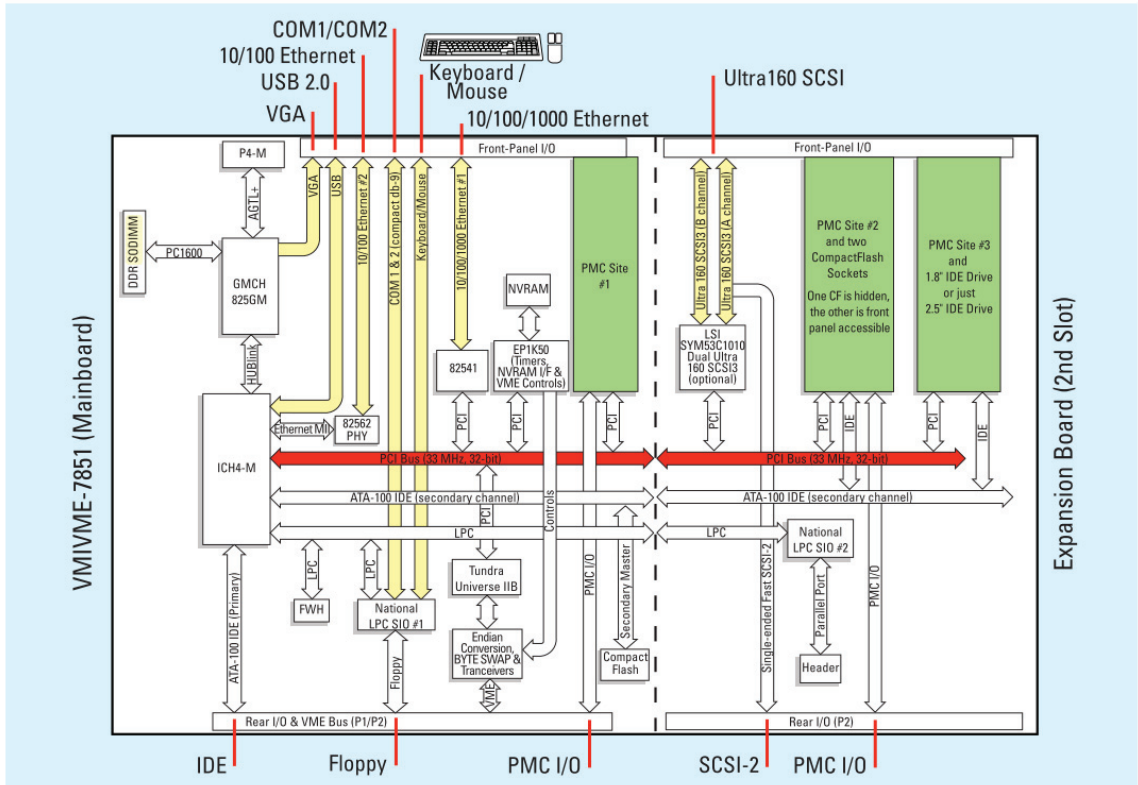 COM1/COM2
10/100 Ethernet
USB 2.0
VGA
Keyboard /
Mouse
10/100/1000 Ethernet
Ultra160 SCSI
Front-Panel I/O
Front-Panel I/O
P4-M
AGTL+
VGA
USB
10/100 Ethernet #2
COM 1 & 2 (compact db-9)
Keyboard/Mouse
10/100/1000 Ethernet #1
DDR SODIMM
PC1600
GMCH
825GM
HUBlink
PMC Site
#1
NVRAM
EP1K50
(Timers,
NVRAM I/F &
VME Controls)
82541
Ultra 160 SCSI3 (B channel)
Ultra 160 SCSI3 (A channel)
LSI
SYM53C1010
Dual Ultra
160 SCSI3
(optional)
PMC Site #2
and two
CompactFlash
Sockets
One CF is hidden,
the other is front
panel accessible
PMC Site #3
and
1.8" IDE Drive
or just
2.5" IDE Drive
Ethernet MII
82562
PHY
PCI
PCI
PCI
PCI
PCI
IDE
PCI
IDE
ICH4-M
PCI Bus (33 MHz, 32-bit)
PCI Bus (33 MHz, 32-bit)
ATA-100 IDE (secondary channel)
ATA-100 IDE (secondary channel)
PCI
Controls
LPC
LPC
LPC
LPC
FWH
National
LPC SIO #1
Tundra
Universe IIB
Endian
Conversion,
BYTE SWAP &
Tranceivers
VME
Floppy
ATA-100 IDE (Primary)
PMC I/O
Secondary Master
Compact
Flash
Single-ended Fast SCSI-2
National
LPC SIO #2
Parallel Port
Header
PMC I/O
Rear I/O & VME Bus (P1/P2)
Rear I/O (P2)
IDE
Floppy
PMC I/O
SCSI-2
PMC I/O
VMIVME-7851 (Mainboard)
Expansion Board (2nd Slot)